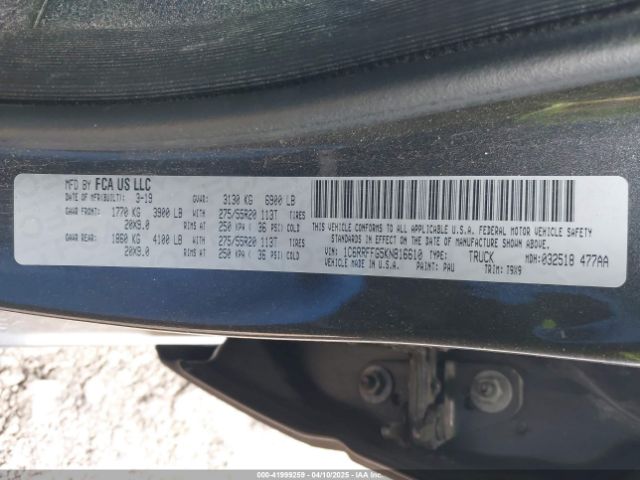 MFD BY FCA US LLC
DATE OF MFR(BUILT): 3-19 GVWR: 3130 KG 6900 LB
GAWR FRONT: 1770 KG 3900 LB WITH 275/55R20 113T TIRES
20X9.0 RIMS AT 250 KPA( 36 PSI) COLD
GAWR REAR: 1860 KG 4100 LB WITH 275/55R20 113T TIRES
20X9.0 RIMS AT 250 KPA( 36 PSI) COLD
THIS VEHICLE CONFORMS TO ALL APPLICABLE U.S.A. FEDERAL MOTOR VEHICLE SAFETY
STANDARDS IN EFFECT ON THE DATE OF MANUFACTURE SHOWN ABOVE.
VIN: 1C6RRFFG5KN816610 TYPE: TRUCK MDH: 032518 477AA
VEHICLE MADE IN U.S.A. PAINT: PAU TRIM: T9X9
000-41999259 - 04/10/2025 - IAAI.COM